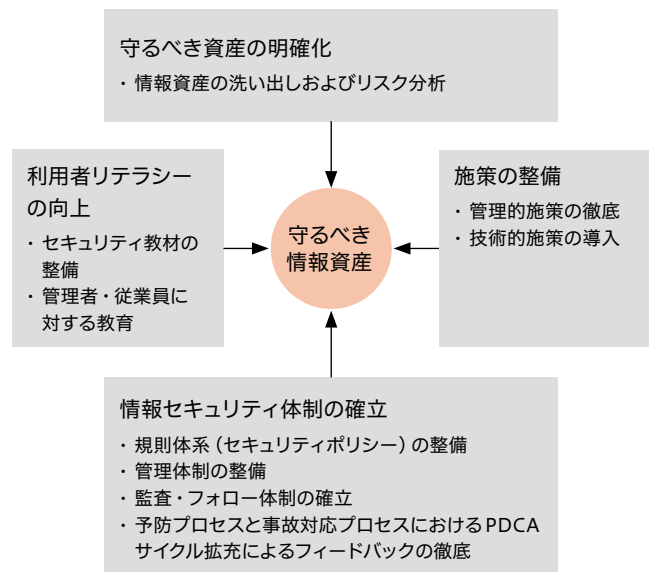 守るべき資産の明確化
・情報資産の洗い出しおよびリスク分析
利用者リテラシー
の向上
・セキュリティ教材の
整備
・管理者・従業員に
対する教育
守るべき
情報資産
施策の整備
・管理的施策の徹底
・技術的施策の導入
情報セキュリティ体制の確立
・規則体系（セキュリティポリシー）の整備
・管理体制の整備
・監査・フォロー体制の確立
・予防プロセスと事故対応プロセスにおけるPDCA
サイクル拡充によるフィードバックの徹底